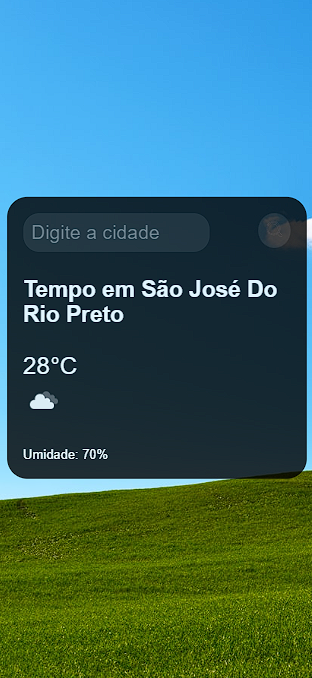 Digite a cidade
Tempo em São José Do
Rio Preto
28°C
Umidade: 70%